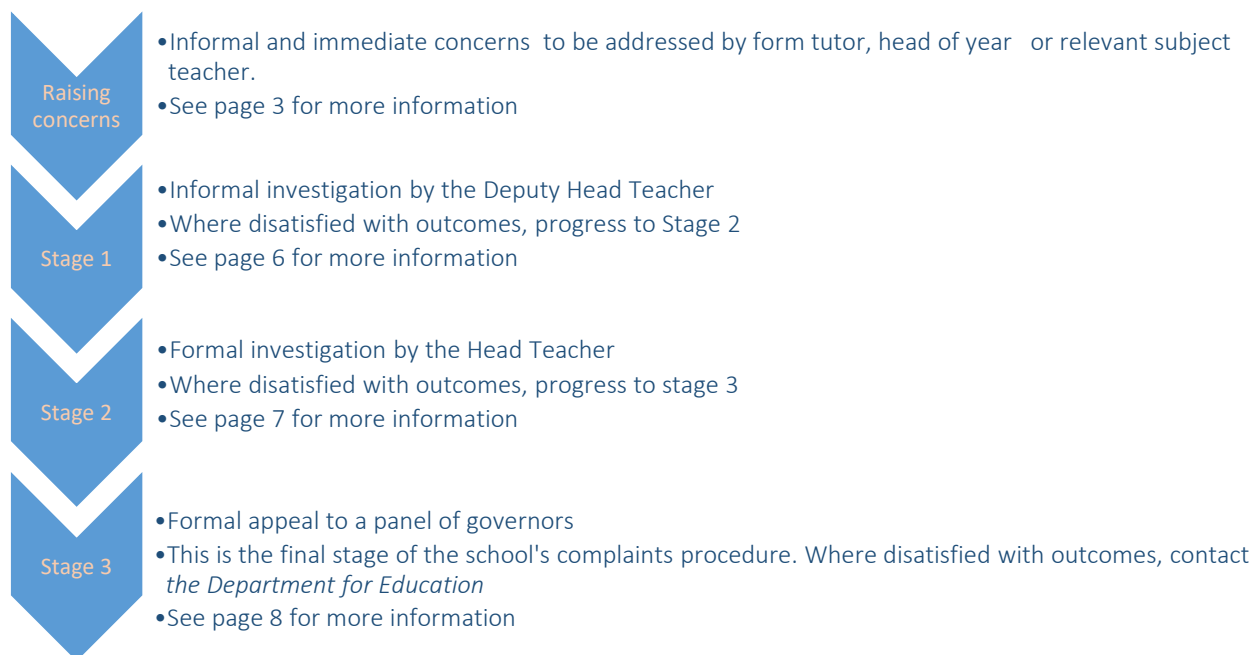 Raising
concerns
•Informal and immediate concerns to be addressed by form tutor, head of year or relevant subject
teacher.
•See page 3 for more information
Stage 1
•Informal investigation by the Deputy Head Teacher
•Where disatisfied with outcomes, progress to Stage 2
•See page 6 for more information
Stage 2
•Formal investigation by the Head Teacher
•Where disatisfied with outcomes, progress to stage 3
•See page 7 for more information
Stage 3
•Formal appeal to a panel of governors
•This is the final stage of the school's complaints procedure. Where disatisfied with outcomes, contact
the Department for Education
•See page 8 for more information